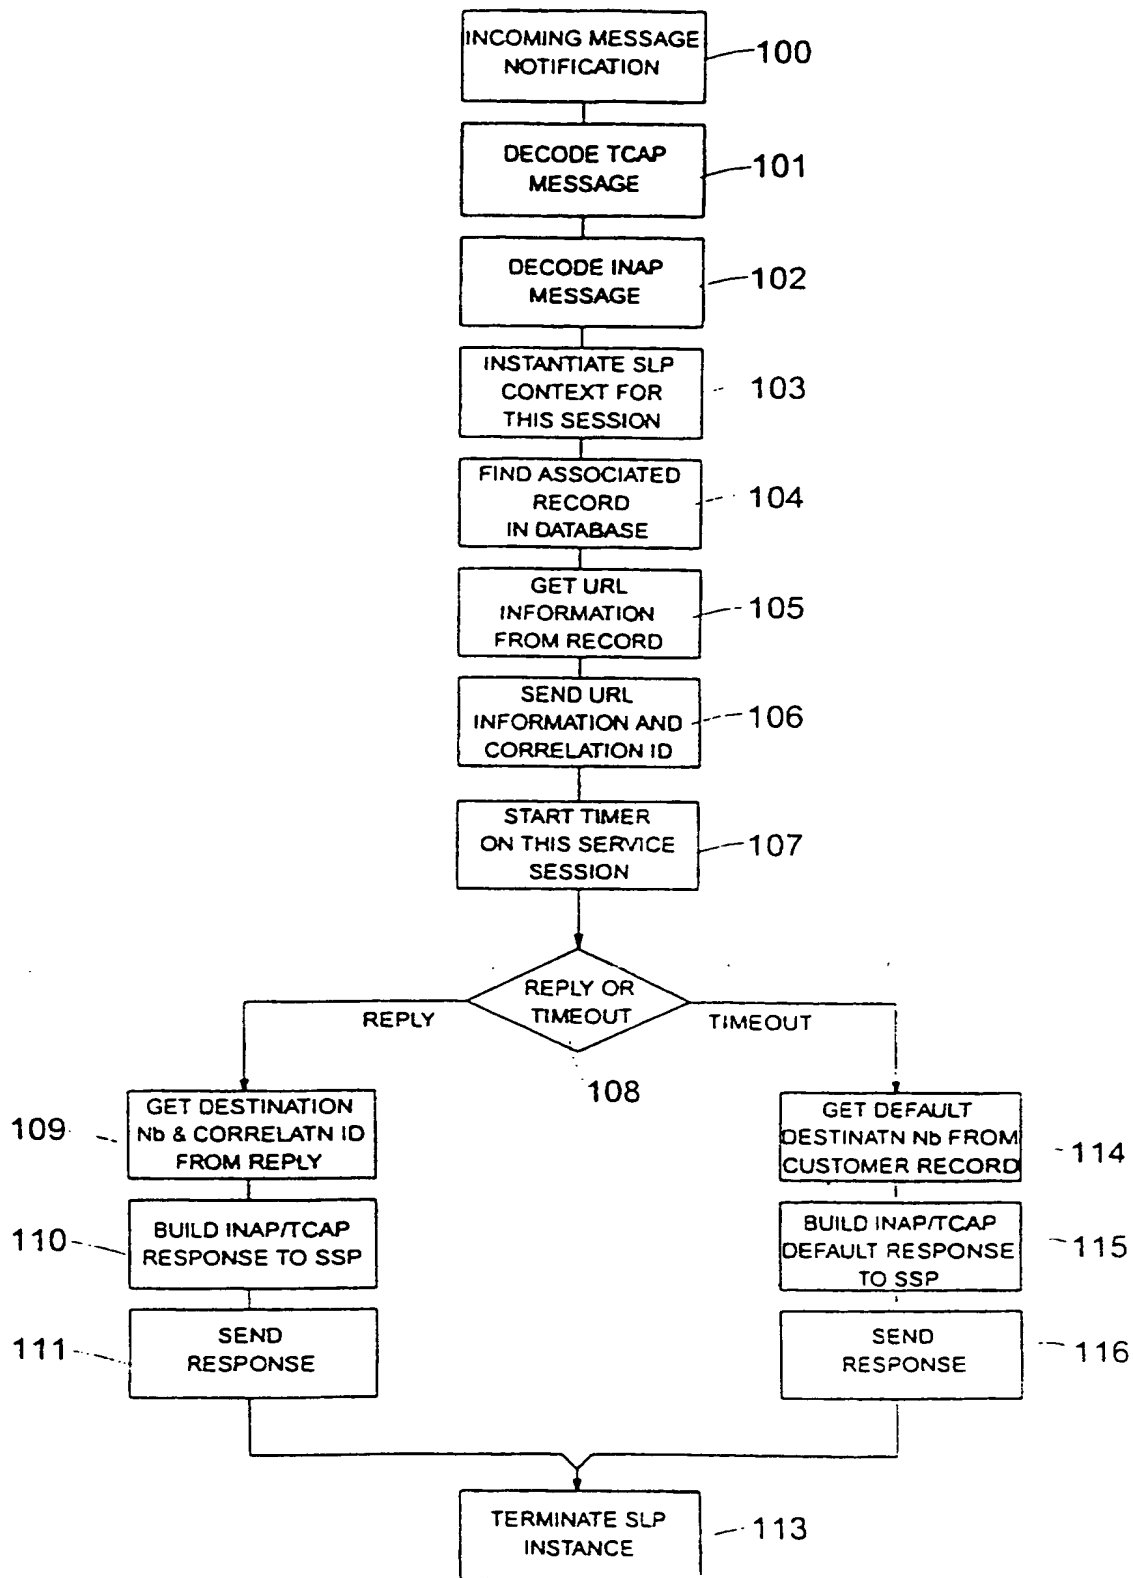 INCOMING MESSAGE
NOTIFICATION
100
DECODE TCAP
MESSAGE
101
DECODE INAP
MESSAGE
102
INSTANTIATE SLP
CONTEXT FOR
THIS SESSION
103
FIND ASSOCIATED
RECORD
IN DATABASE
104
GET URL
INFORMATION
FROM RECORD
105
SEND URL
INFORMATION AND
CORRELATION ID
106
START TIMER
ON THIS SERVICE
SESSION
107
REPLY OR
TIMEOUT
108
REPLY
TIMEOUT
GET DESTINATION
Nb & CORRELATN ID
FROM REPLY
109
BUILD INAP/TCAP
RESPONSE TO SSP
110
SEND
RESPONSE
111
GET DEFAULT
DESTINATN Nb FROM
CUSTOMER RECORD
114
BUILD INAP/TCAP
DEFAULT RESPONSE
TO SSP
115
SEND
RESPONSE
116
TERMINATE SLP
INSTANCE
113